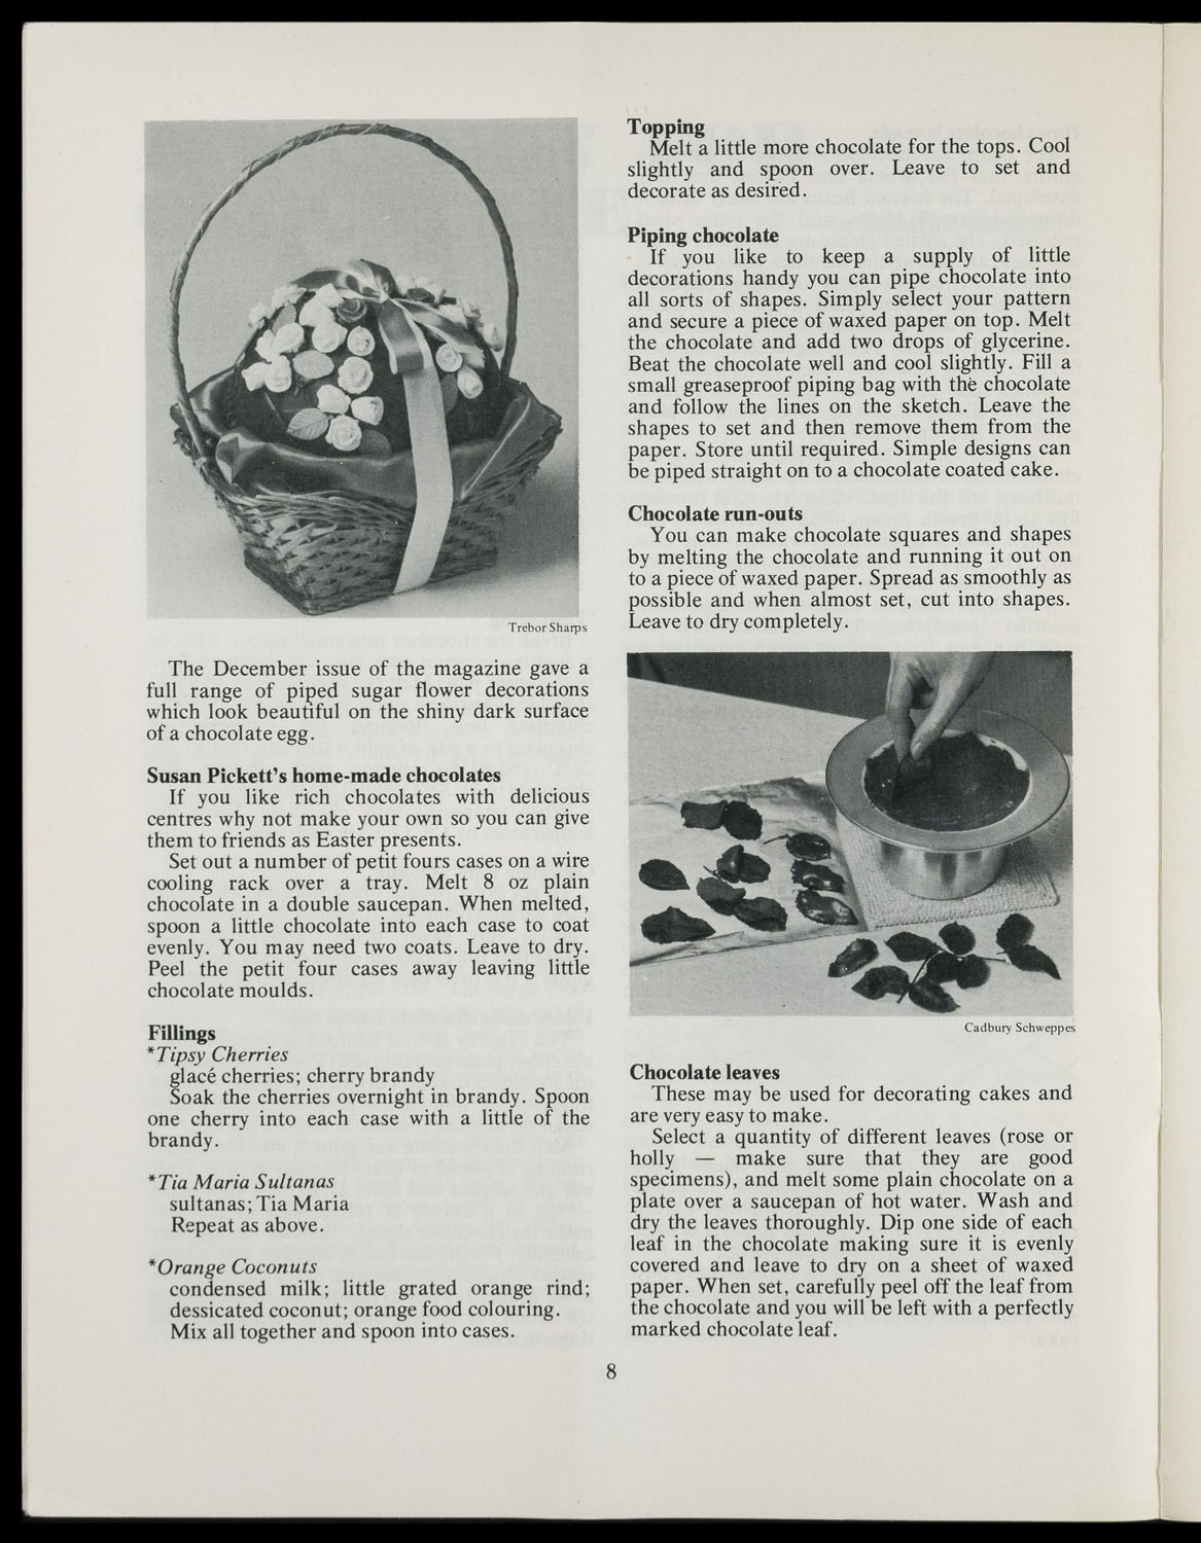 Trebor Sharps
The December issue of the magazine gave a
full range of piped sugar flower decorations
which look beautiful on the shiny dark surface
of a chocolate egg.
Susan Pickett's home-made chocolates
If you like rich chocolates with delicious
centres why not make your own so you can give
them to friends as Easter presents.
Set out a number of petit fours cases on a wire
cooling rack over a tray. Melt 8 oz plain
chocolate in a double saucepan. When melted,
spoon a little chocolate into each case to coat
evenly. You may need two coats. Leave to dry.
Peel the petit four cases away leaving little
chocolate moulds.
Fillings
*Tipsy Cherries
glacé cherries; cherry brandy
Soak the cherries overnight in brandy. Spoon
one cherry into each case with a little of the
brandy.
*Tia Maria Sultanas
sultanas; Tia Maria
Repeat as above.
*Orange Coconuts
condensed milk; little grated orange rind;
dessicated coconut; orange food colouring.
Mix all together and spoon into cases.
Topping
Melt a little more chocolate for the tops. Cool
slightly and spoon over. Leave to set and
decorate as desired.
Piping chocolate
If you like to keep a supply of little
decorations handy you can pipe chocolate into
all sorts of shapes. Simply select your pattern
and secure a piece of waxed paper on top. Melt
the chocolate and add two drops of glycerine.
Beat the chocolate well and cool slightly. Fill a
small greaseproof piping bag with the chocolate
and follow the lines on the sketch. Leave the
shapes to set and then remove them from the
paper. Store until required. Simple designs can
be piped straight on to a chocolate coated cake.
Chocolate run-outs
You can make chocolate squares and shapes
by melting the chocolate and running it out on
to a piece of waxed paper. Spread as smoothly as
possible and when almost set, cut into shapes.
Leave to dry completely.
Cadbury Schweppes
Chocolate leaves
These may be used for decorating cakes and
are very easy to make.
Select a quantity of different leaves (rose or
holly — make sure that they are good
specimens), and melt some plain chocolate on a
plate over a saucepan of hot water. Wash and
dry the leaves thoroughly. Dip one side of each
leaf in the chocolate making sure it is evenly
covered and leave to dry on a sheet of waxed
paper. When set, carefully peel off the leaf from
the chocolate and you will be left with a perfectly
marked chocolate leaf.
8